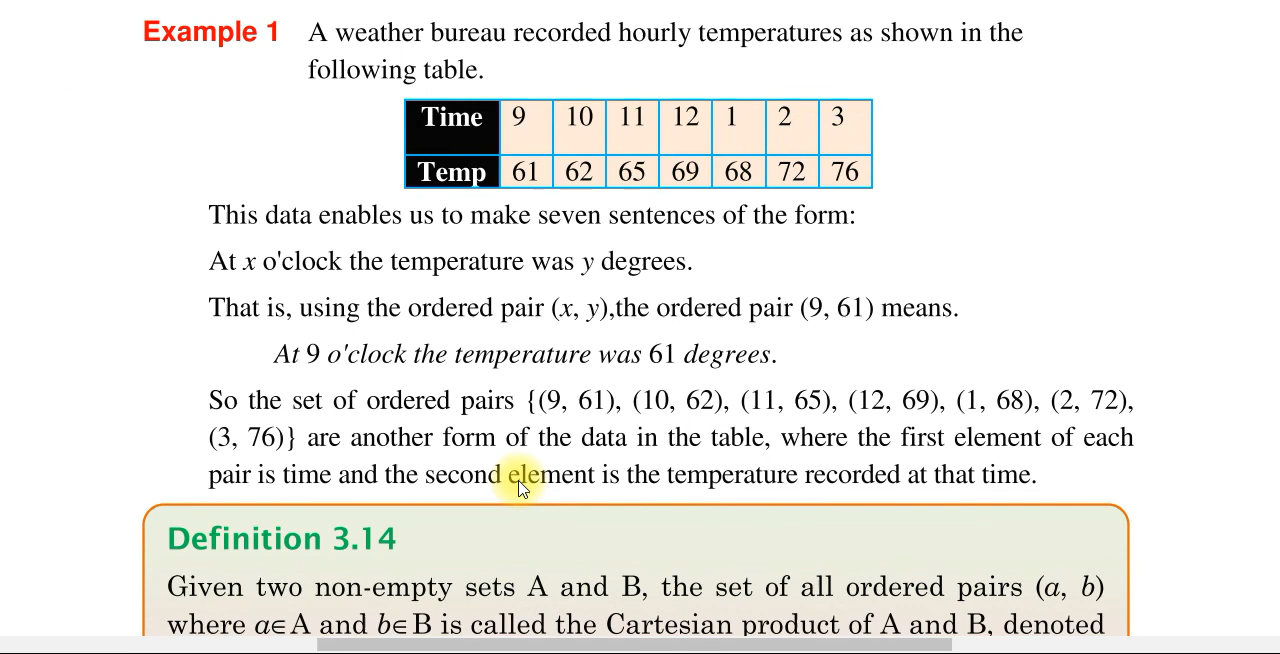 Example 1 A weather bureau recorded hourly temperatures as shown in the
following table.
Time 9 10 11 12 1 2 3
Temp 61 62 65 69 68 72 76
This data enables us to make seven sentences of the form:
At x o'clock the temperature was y degrees.
That is, using the ordered pair (x, y),the ordered pair (9, 61) means.
At 9 o'clock the temperature was 61 degrees.
So the set of ordered pairs {(9, 61), (10, 62), (11, 65), (12, 69), (1, 68), (2, 72),
(3, 76)} are another form of the data in the table, where the first element of each
pair is time and the second element is the temperature recorded at that time.
Definition 3.14
Given two non-empty sets A and B, the set of all ordered pairs (a, b)
where a∈A and b∈B is called the Cartesian product of A and B, denoted